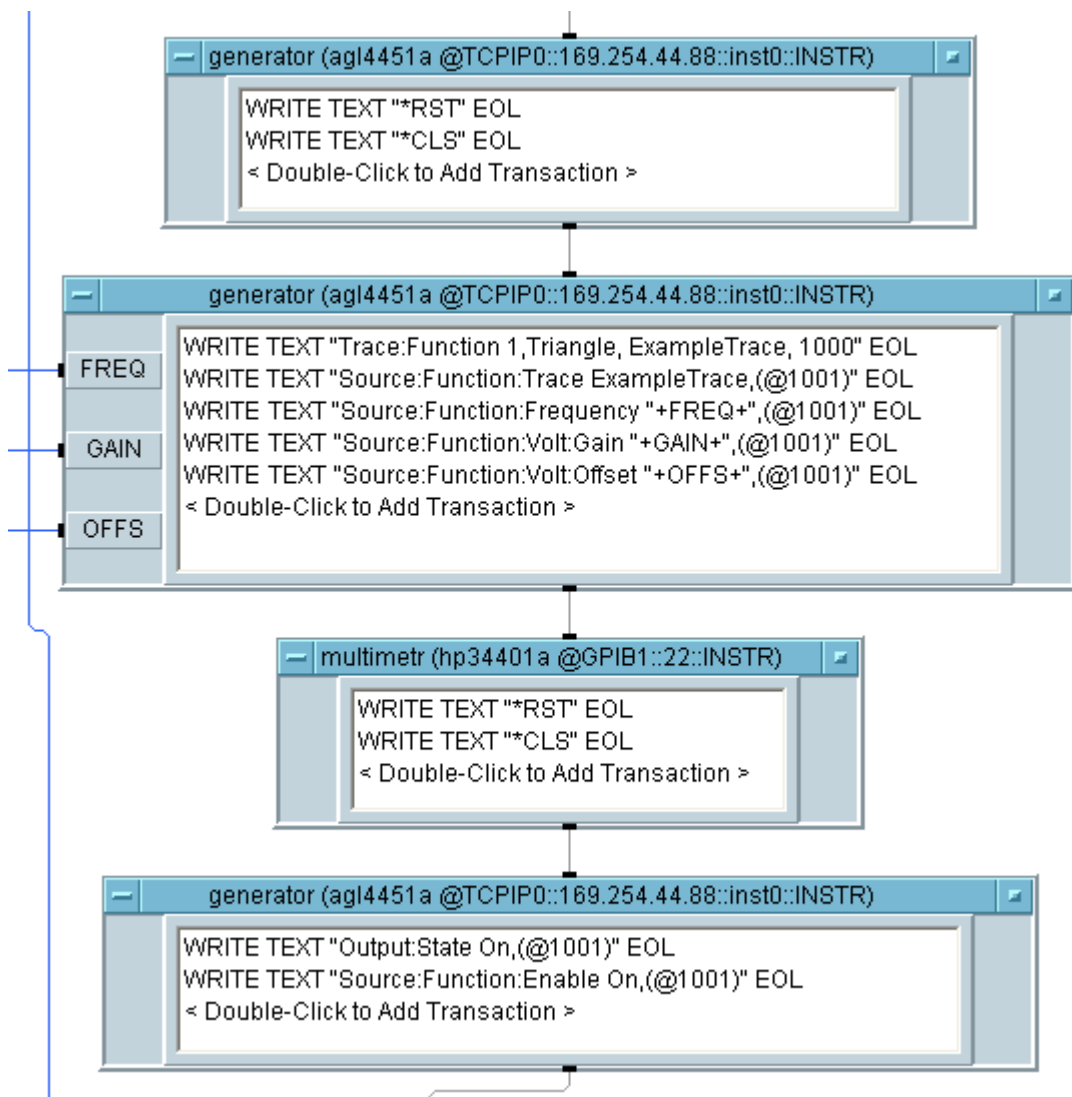 generator (agl4451a @TCPIP0::169.254.44.88::inst0::INSTR)
WRITE TEXT "*RST" EOL
WRITE TEXT "*CLS" EOL
< Double-Click to Add Transaction >
generator (agl4451a @TCPIP0::169.254.44.88::inst0::INSTR)
FREQ
GAIN
OFFS
WRITE TEXT "Trace:Function 1,Triangle, ExampleTrace, 1000" EOL
WRITE TEXT "Source:Function:Trace ExampleTrace,(@1001)" EOL
WRITE TEXT "Source:Function:Frequency "+FREQ+",(@1001)" EOL
WRITE TEXT "Source:Function:Volt:Gain "+GAIN+",(@1001)" EOL
WRITE TEXT "Source:Function:Volt:Offset "+OFFS+",(@1001)" EOL
< Double-Click to Add Transaction >
multimetr (hp34401a @GPIB1::22::INSTR)
WRITE TEXT "*RST" EOL
WRITE TEXT "*CLS" EOL
< Double-Click to Add Transaction >
generator (agl4451a @TCPIP0::169.254.44.88::inst0::INSTR)
WRITE TEXT "Output:State On,(@1001)" EOL
WRITE TEXT "Source:Function:Enable On,(@1001)" EOL
< Double-Click to Add Transaction >